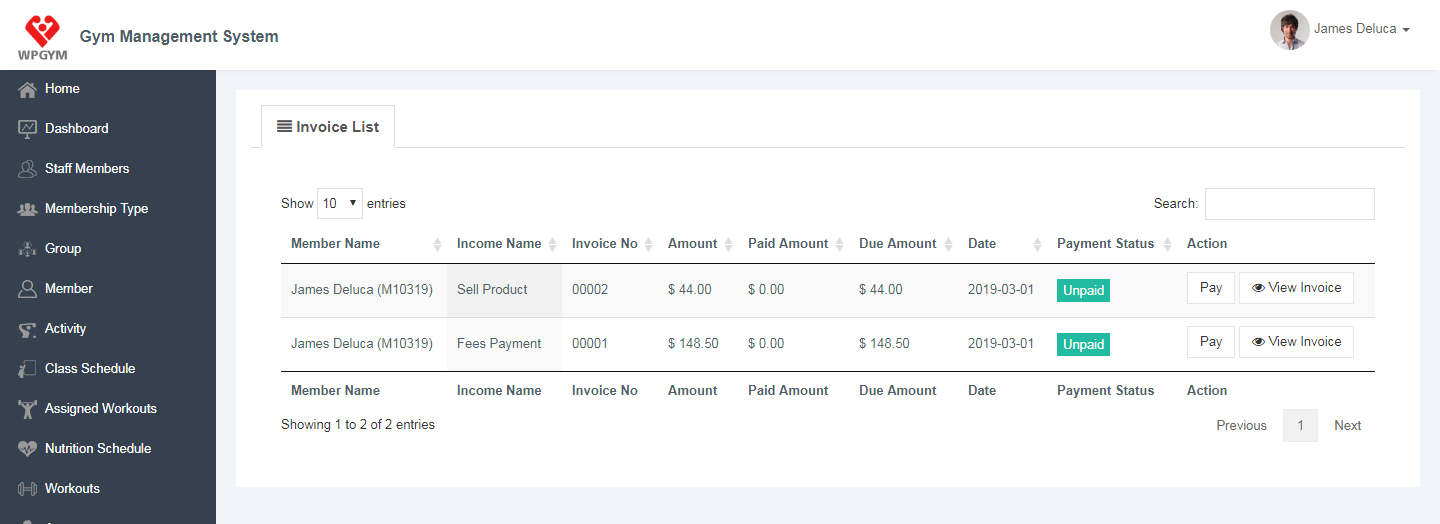 WPGYM
Gym Management System
James Deluca
Home
Dashboard
Staff Members
Membership Type
Group
Member
Activity
Class Schedule
Assigned Workouts
Nutrition Schedule
Workouts
Invoice List
Show 10 entries
Search:
Member Name Income Name Invoice No Amount Paid Amount Due Amount Date Payment Status Action
James Deluca (M10319) Sell Product 00002 $ 44.00 $ 0.00 $ 44.00 2019-03-01 Unpaid Pay View Invoice
James Deluca (M10319) Fees Payment 00001 $ 148.50 $ 0.00 $ 148.50 2019-03-01 Unpaid Pay View Invoice
Member Name Income Name Invoice No Amount Paid Amount Due Amount Date Payment Status Action
Showing 1 to 2 of 2 entries
Previous 1 Next